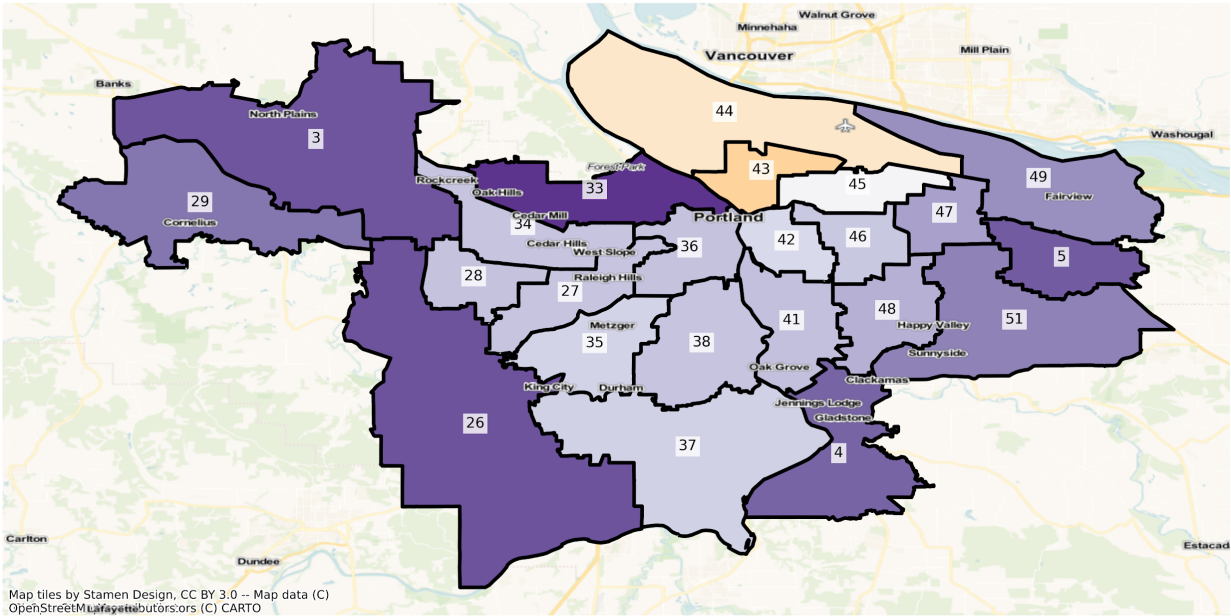 Walnut Grove
Minnehaha
Vancouver
Mill Plain
Banks
North Plains
3
44
Washougal
43
45
49
Fairview
Forest Park
Rockcreek
Oak Hills
33
29
Cornelius
Cedar Mill
34
Portland
47
Cedar Hills
West Slope
36
42
46
5
28
Raleigh Hills
27
Metzger
35
38
41
48
Happy Valley
51
Sunnyside
Oak Grove
Clackamas
King City
Durham
Jennings Lodge
Gladstone
26
37
4
Carlton
Dundee
Estacad
Map tiles by Stamen Design, CC BY 3.0 -- Map data (C)
(C) CARTO
Lafayette